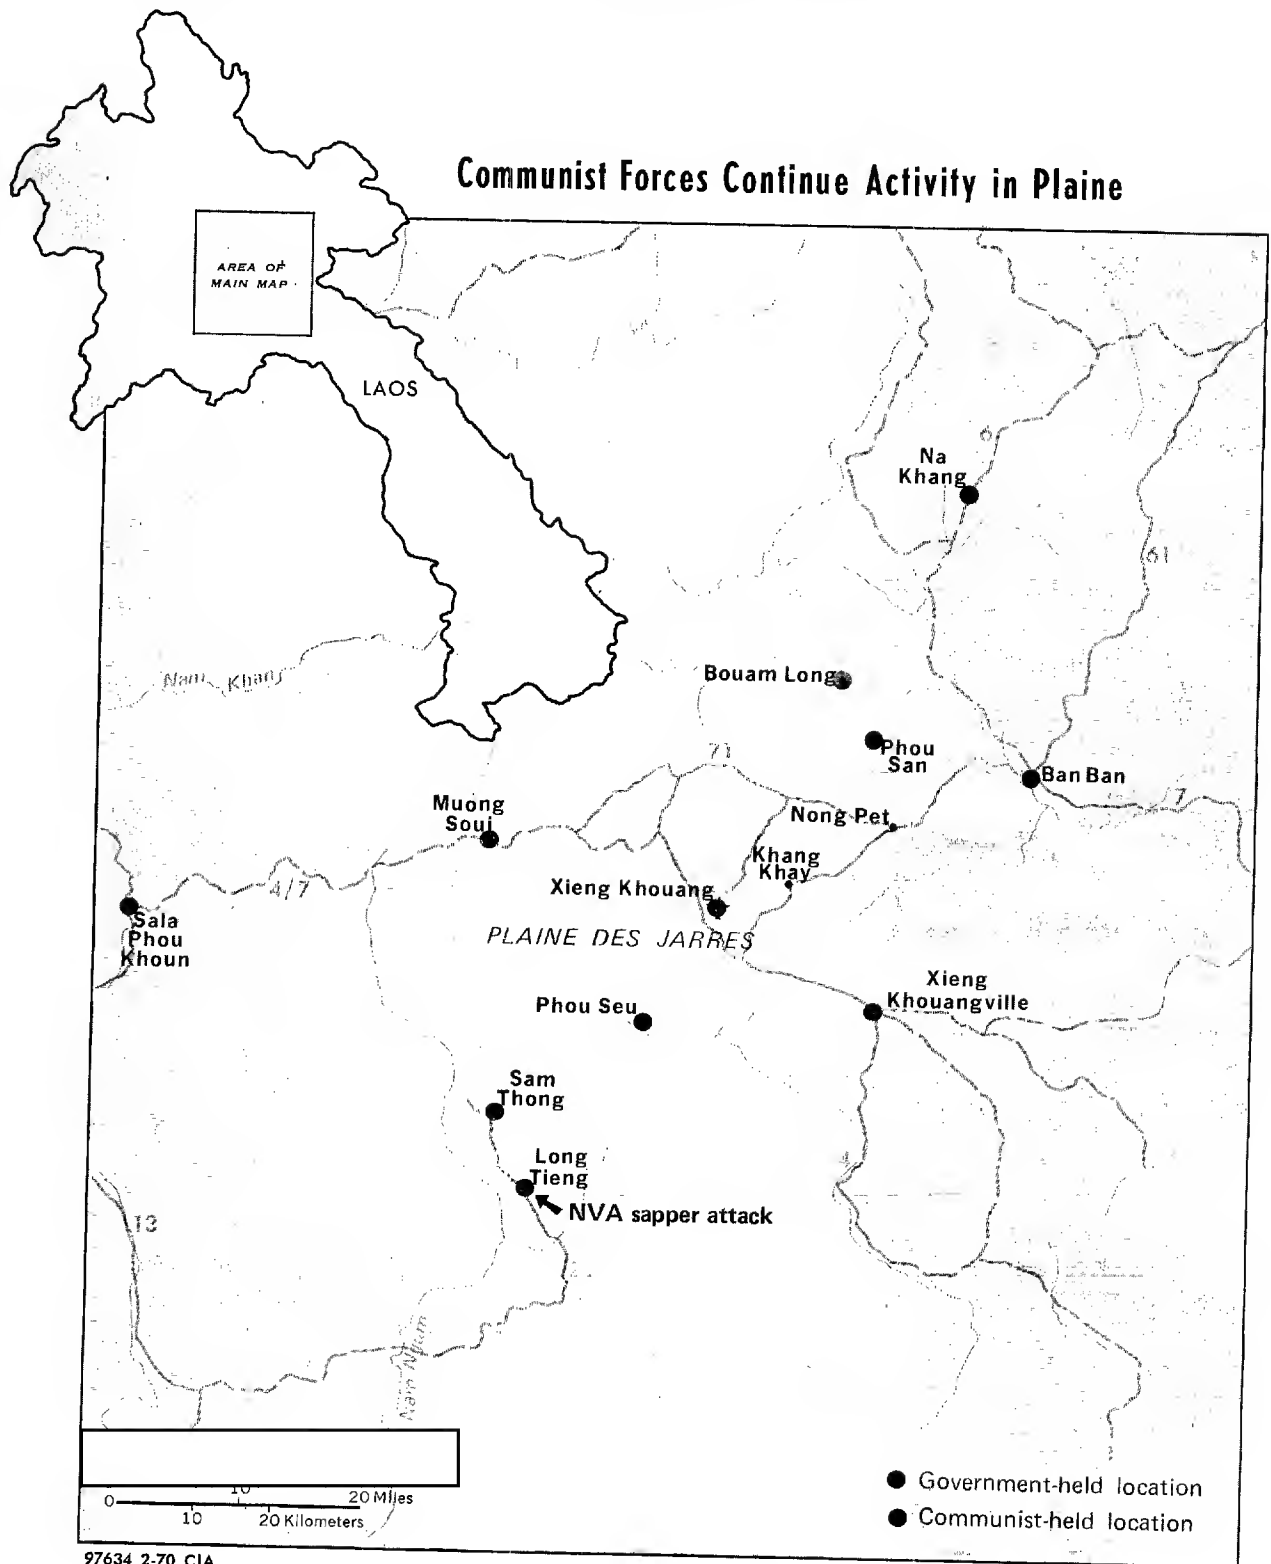 Communist Forces Continue Activity in Plaine
AREA OF
MAIN MAP
LAOS
6
Na
Khang
61
Nam Khan
Bouam Long
Phou
San
71
Ban Ban
7
Muong
Soui
Nong Pet
Khang
Khay
4/7
Xieng Khouang
Sala
Phou
Khoun
PLAINE DES JARRES
Xieng
Khouangville
Phou Seu
Sam
Thong
Long
Tieng
4
NVA sapper attack
13
Nam Ngum
0 10 20 Miles
10 20 Kilometers
Government-held location
Communist-held location
97634 2-70 CIA